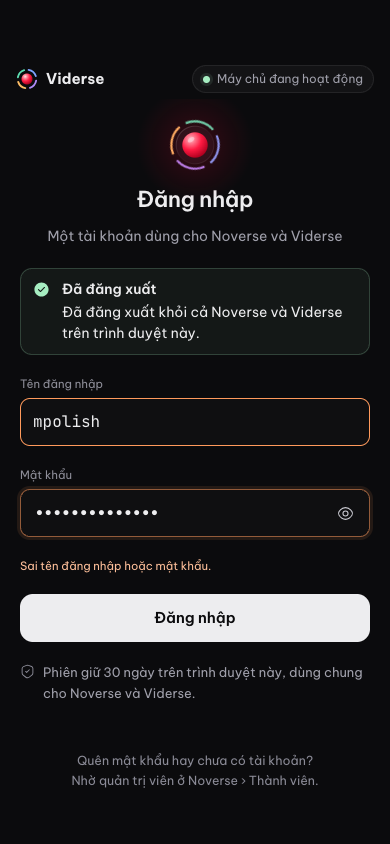 Viderse
Máy chủ đang hoạt động
Đăng nhập
Một tài khoản dùng cho Noverse và Viderse
Đã đăng xuất
Đã đăng xuất khỏi cả Noverse và Viderse
trên trình duyệt này.
Tên đăng nhập
mpolish
Mật khẩu
••••••••••••••
Sai tên đăng nhập hoặc mật khẩu.
Đăng nhập
Phiên giữ 30 ngày trên trình duyệt này, dùng chung
cho Noverse và Viderse.
Quên mật khẩu hay chưa có tài khoản?
Nhờ quản trị viên ở Noverse › Thành viên.